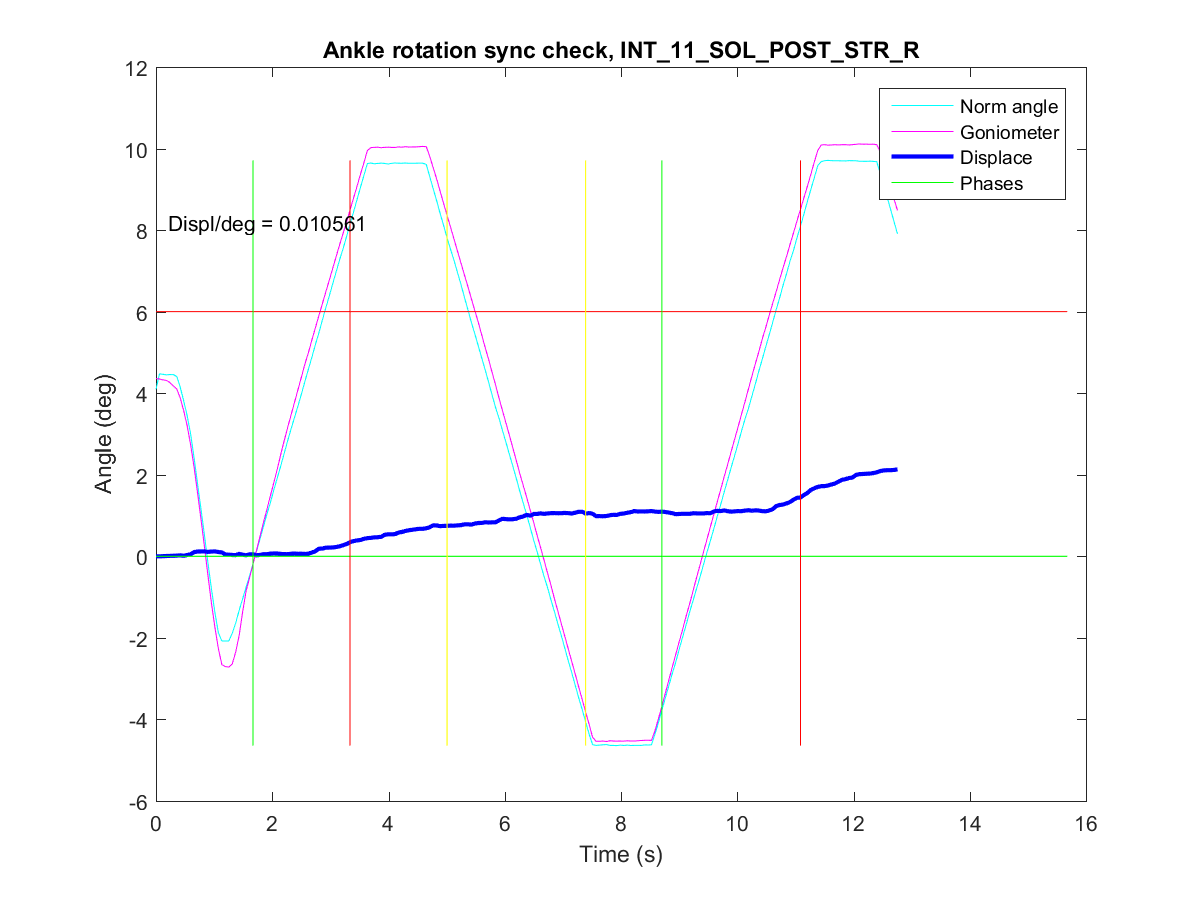 Ankle rotation sync check, INT_11_SOL_POST_STR_R
12
10
8
6
4
2
0
-2
-4
-6
Angle (deg)
Displ/deg = 0.010561
Norm angle
Goniometer
Displace
Phases
0 2 4 6 8 10 12 14 16
Time (s)